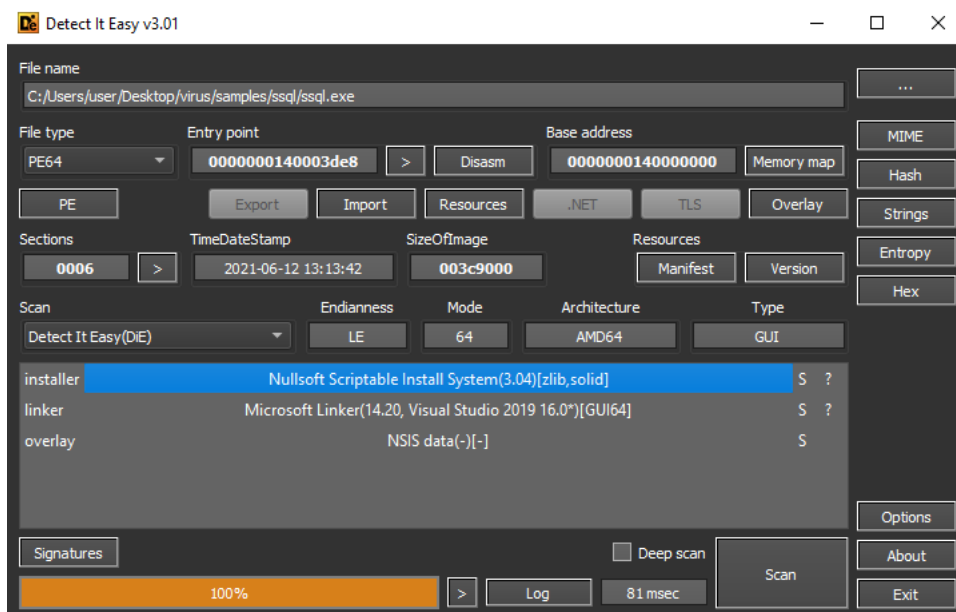 Detect It Easy v3.01
File name
C:/Users/user/Desktop/virus/samples/ssql/ssql.exe
...
File type Entry point Base address
PE64 0000000140003de8 > Disasm 0000000140000000 Memory map MIME
Hash
PE Export Import Resources .NET TLS Overlay
Strings
Sections TimeDateStamp SizeOfImage Resources
0006 > 2021-06-12 13:13:42 003c9000 Manifest Version Entropy
Hex
Scan Endianness Mode Architecture Type
Detect It Easy(DiE) LE 64 AMD64 GUI
installer Nullsoft Scriptable Install System(3.04)[zlib,solid] S ?
linker Microsoft Linker(14.20, Visual Studio 2019 16.0*)[GUI64] S ?
overlay NSIS data(-)[-] S
Options
Signatures Deep scan Scan About
100% > Log 81 msec Exit